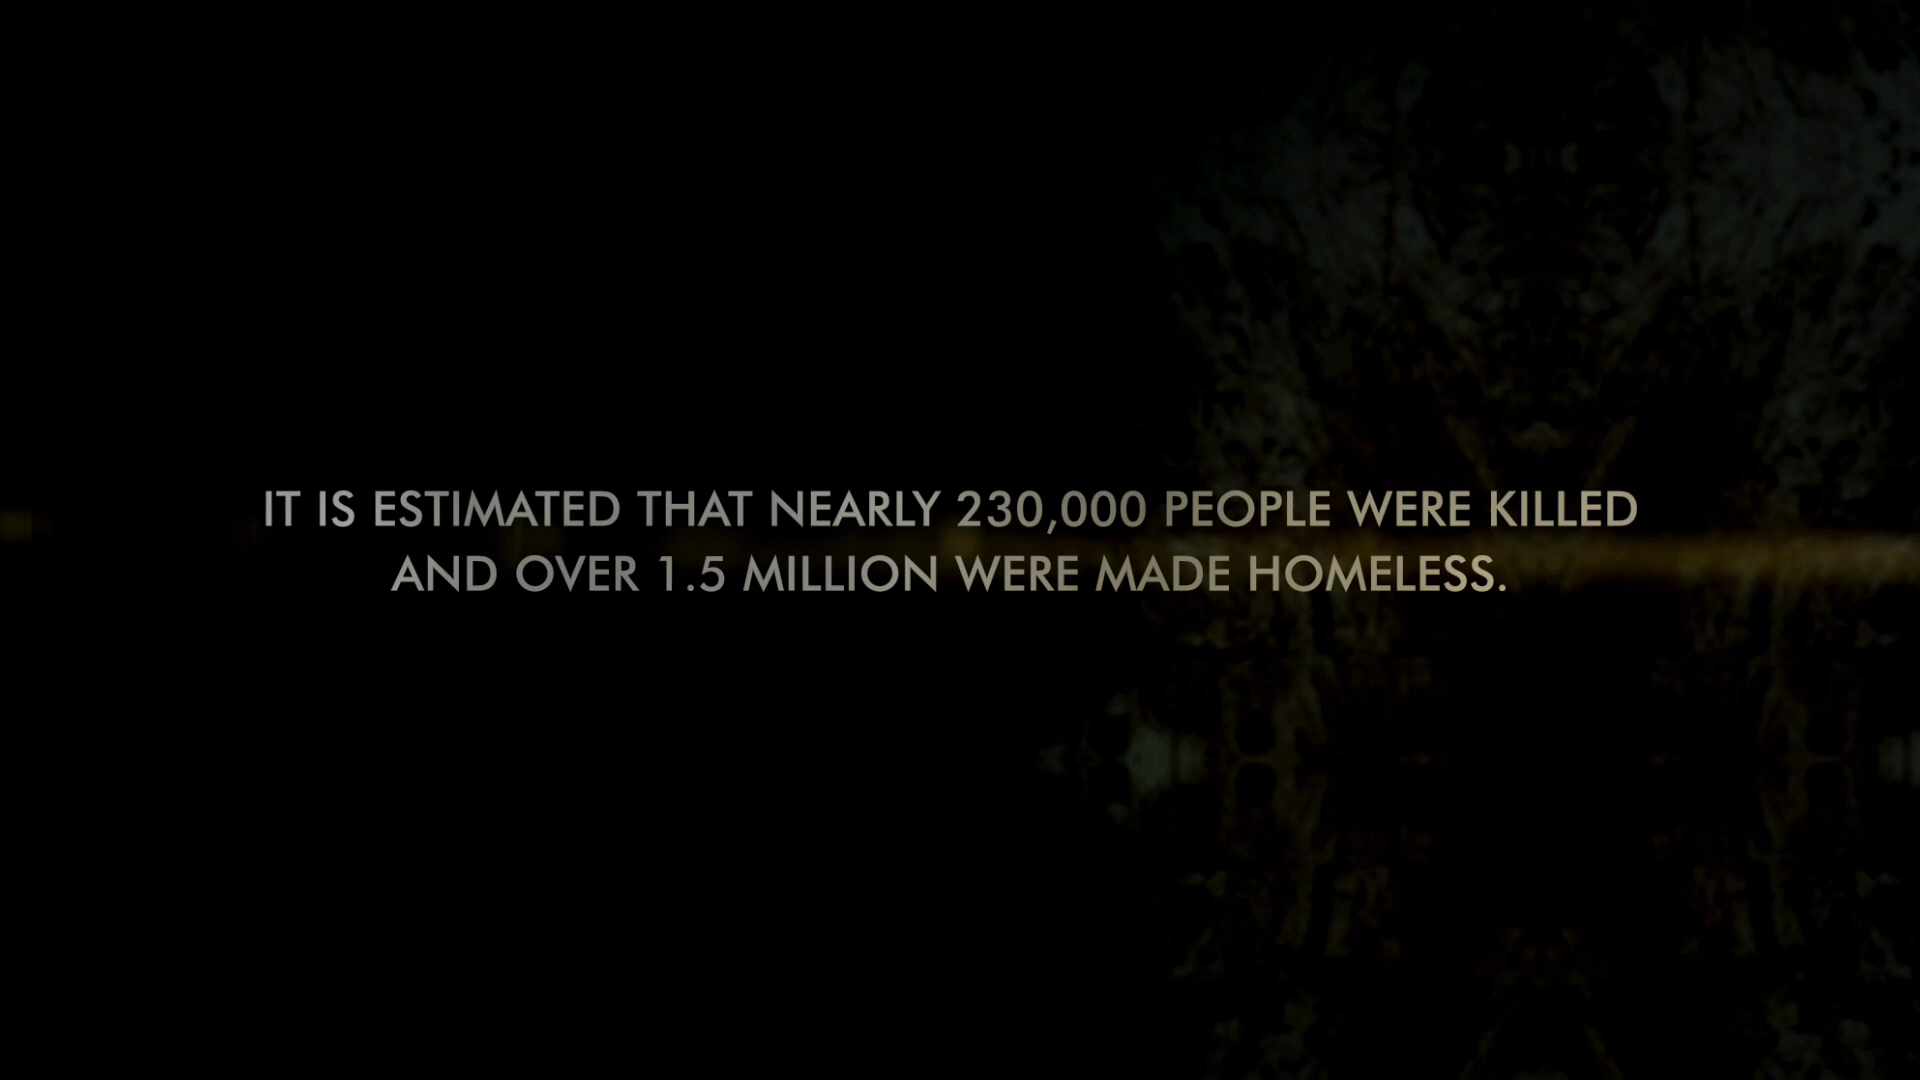 IT IS ESTIMATED THAT NEARLY 230,000 PEOPLE WERE KILLED
AND OVER 1.5 MILLION WERE MADE HOMELESS.